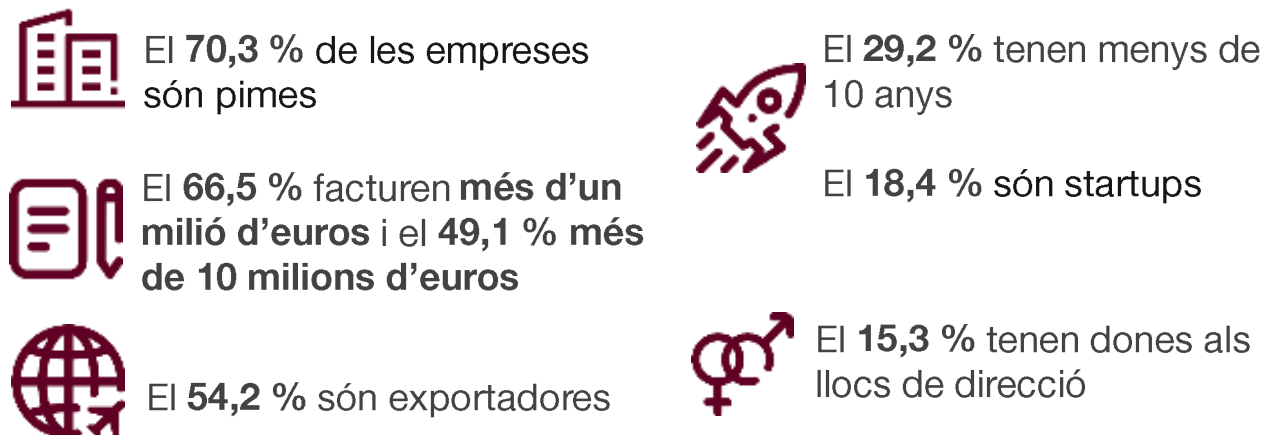 El 70,3 % de les empreses
són pimes
El 66,5 % facturen més d’un
milió d’euros i el 49,1 % més
de 10 milions d’euros
El 54,2 % són exportadores
El 29,2 % tenen menys de
10 anys
El 18,4 % són startups
El 15,3 % tenen dones als
llocs de direcció